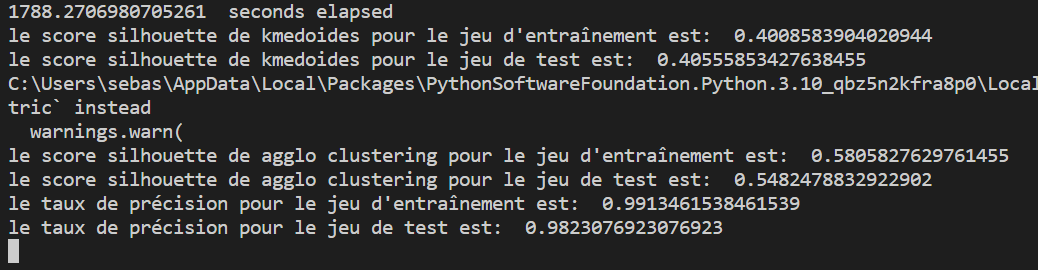 1788.2706980705261  seconds elapsed
le score silhouette de kmedoides pour le jeu d'entraînement est:  0.4008583904020944
le score silhouette de kmedoides pour le jeu de test est:  0.40555853427638455
C:\Users\sebas\AppData\Local\Packages\PythonSoftwareFoundation.Python.3.10_qbz5n2kfra8p0\Local
tric` instead
  warnings.warn(
le score silhouette de agglo clustering pour le jeu d'entraînement est:  0.5805827629761455
le score silhouette de agglo clustering pour le jeu de test est:  0.5482478832922902
le taux de précision pour le jeu d'entraînement est:  0.9913461538461539
le taux de précision pour le jeu de test est:  0.9823076923076923